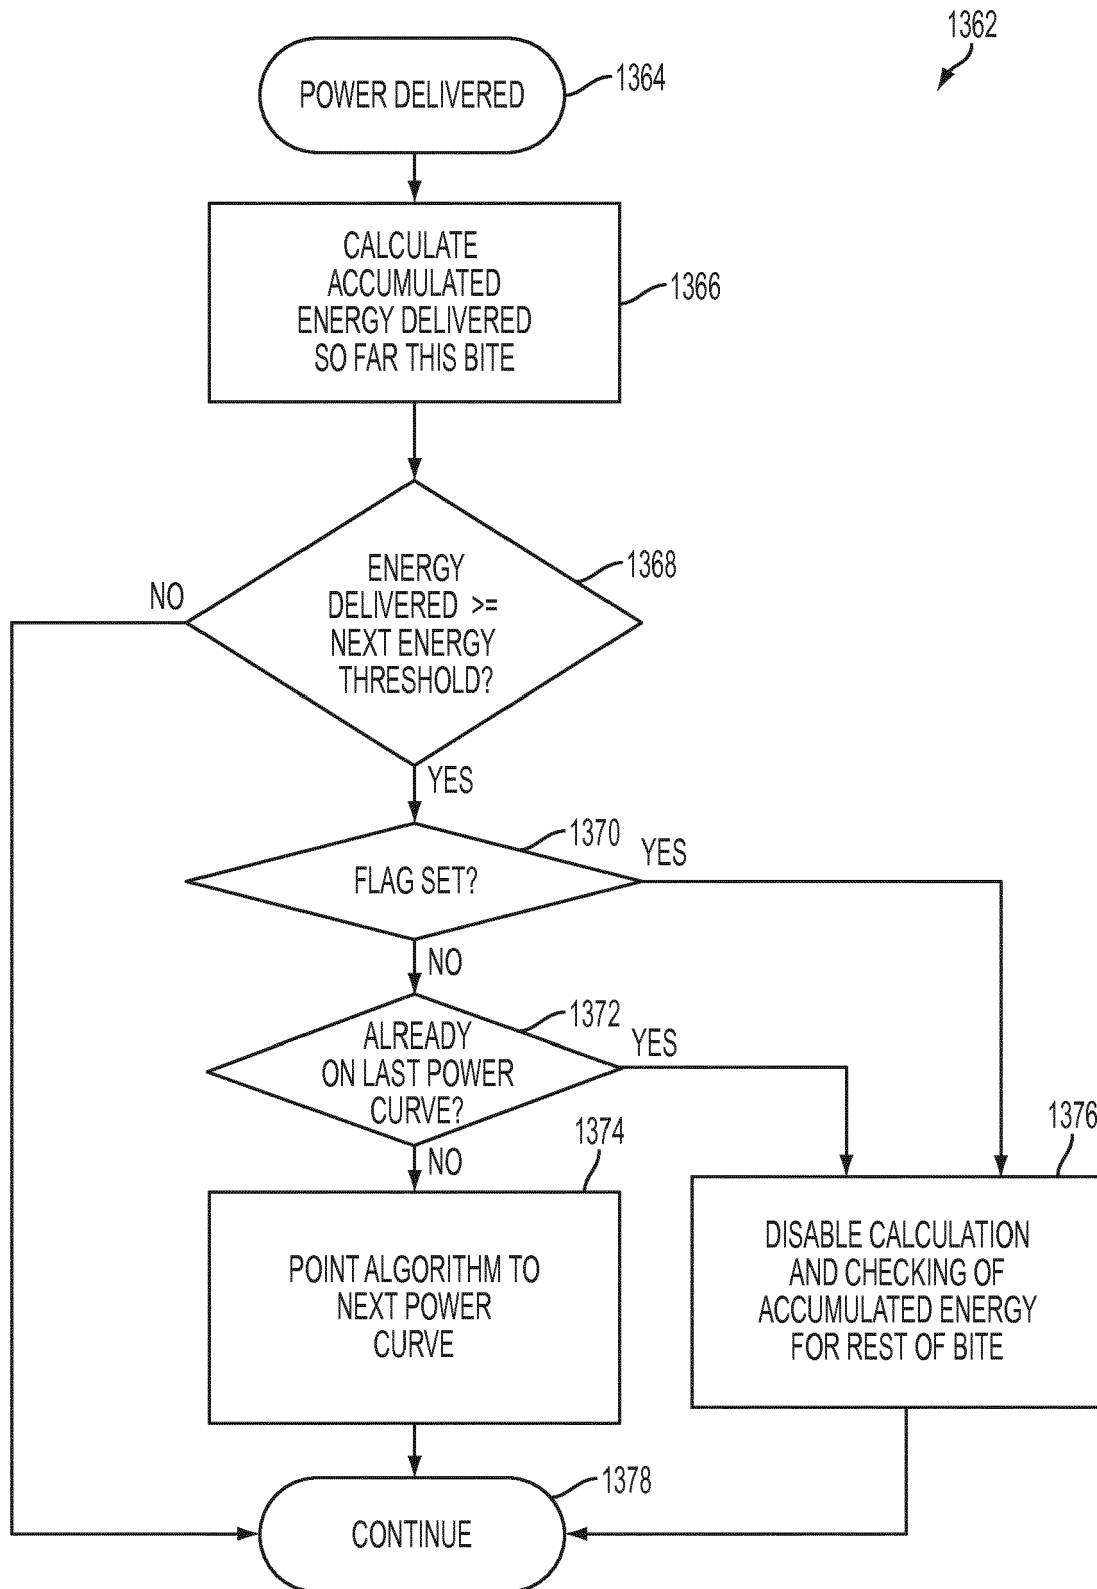 1362
POWER DELIVERED
1364
CALCULATE
ACCUMULATED
ENERGY DELIVERED
SO FAR THIS BITE
1366
ENERGY
DELIVERED >=
NEXT ENERGY
THRESHOLD?
1368
NO
YES
FLAG SET?
1370
YES
NO
ALREADY
ON LAST POWER
CURVE?
1372
YES
NO
POINT ALGORITHM TO
NEXT POWER
CURVE
1374
DISABLE CALCULATION
AND CHECKING OF
ACCUMULATED ENERGY
FOR REST OF BITE
1376
CONTINUE
1378